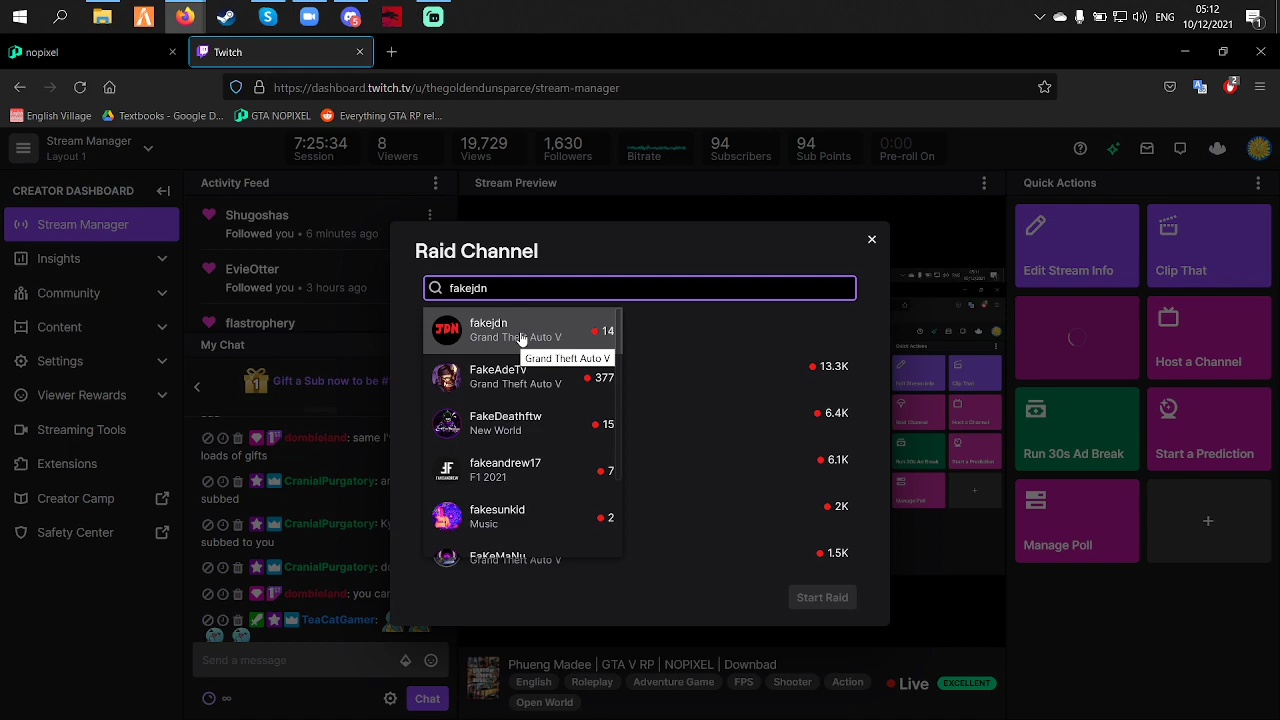 ENG
05:12
10/12/2021
1
5
nopixel
Twitch
https://dashboard.twitch.tv/u/thegoldendunsparce/stream-manager
2
English Village
Textbooks - Google D...
GTA NOPIXEL
Everything GTA RP rel...
Stream Manager
Layout 1
7:25:34
Session
8
Viewers
19,729
Views
1,630
Followers
Bitrate
94
Subscribers
94
Sub Points
0:00
Pre-roll On
CREATOR DASHBOARD
Stream Manager
Insights
Community
Content
Settings
Viewer Rewards
Streaming Tools
Extensions
Creator Camp
Safety Center
Activity Feed
Shugoshas
Followed you • 6 minutes ago
EvieOtter
Followed you • 3 hours ago
flastrophery
My Chat
Gift a Sub now to be #
dombieland: same I'
loads of gifts
CranialPurgatory: ar
subbed
CranialPurgatory: Ky
subbed to you
CranialPurgatory: do
dombieland: you car
TeaCatGamer:
Send a message
∞
Chat
Stream Preview
Raid Channel
fakejdn
JDN
fakejdn
Grand Theft Auto V
14
Grand Theft Auto V
FakeAdeTV
Grand Theft Auto V
377
FakeDeathftw
New World
15
fakeandrew17
F1 2021
7
fakesunkid
Music
2
FaKeMaNu
Grand Theft Auto V
13.3K
6.4K
6.1K
2K
1.5K
Start Raid
Phueng Madee | GTA V RP | NOPIXEL | Downbad
English
Roleplay
Adventure Game
FPS
Shooter
Action
Open World
Live
EXCELLENT
Quick Actions
Edit Stream Info
Clip That
Host a Channel
Run 30s Ad Break
Start a Prediction
Manage Poll